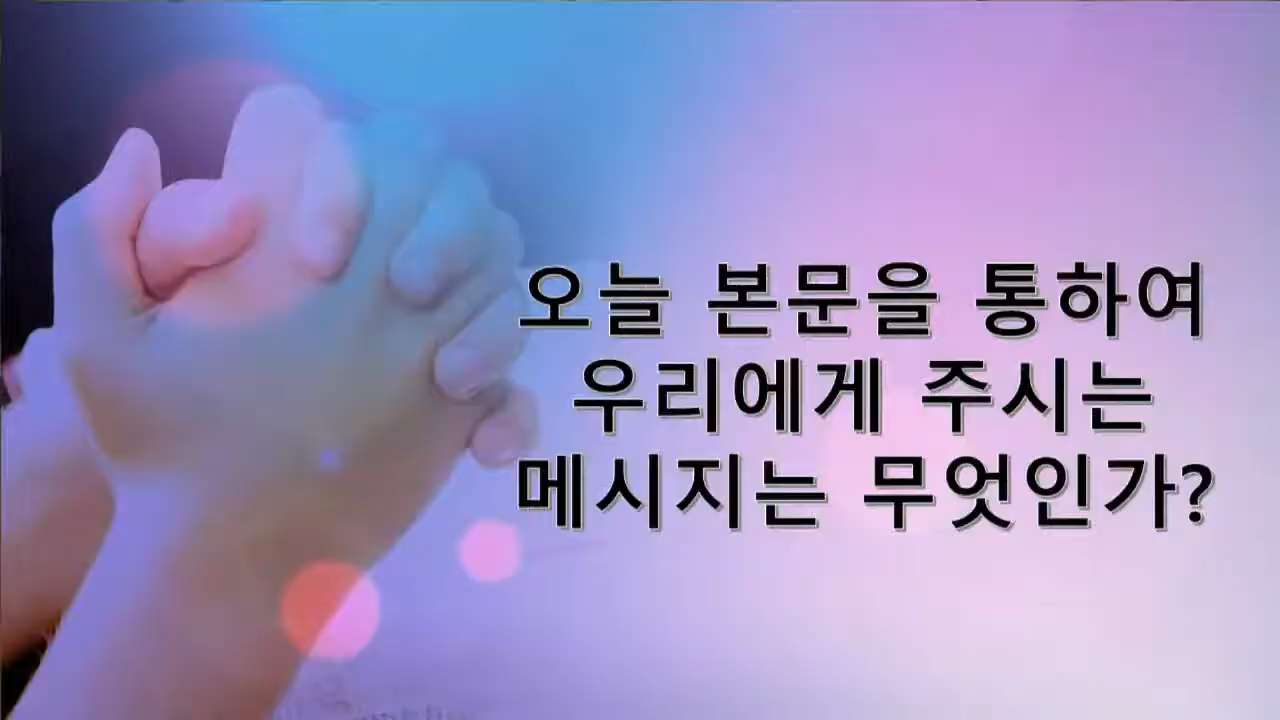 오늘 본문을 통하여
우리에게 주시는
메시지는 무엇인가?